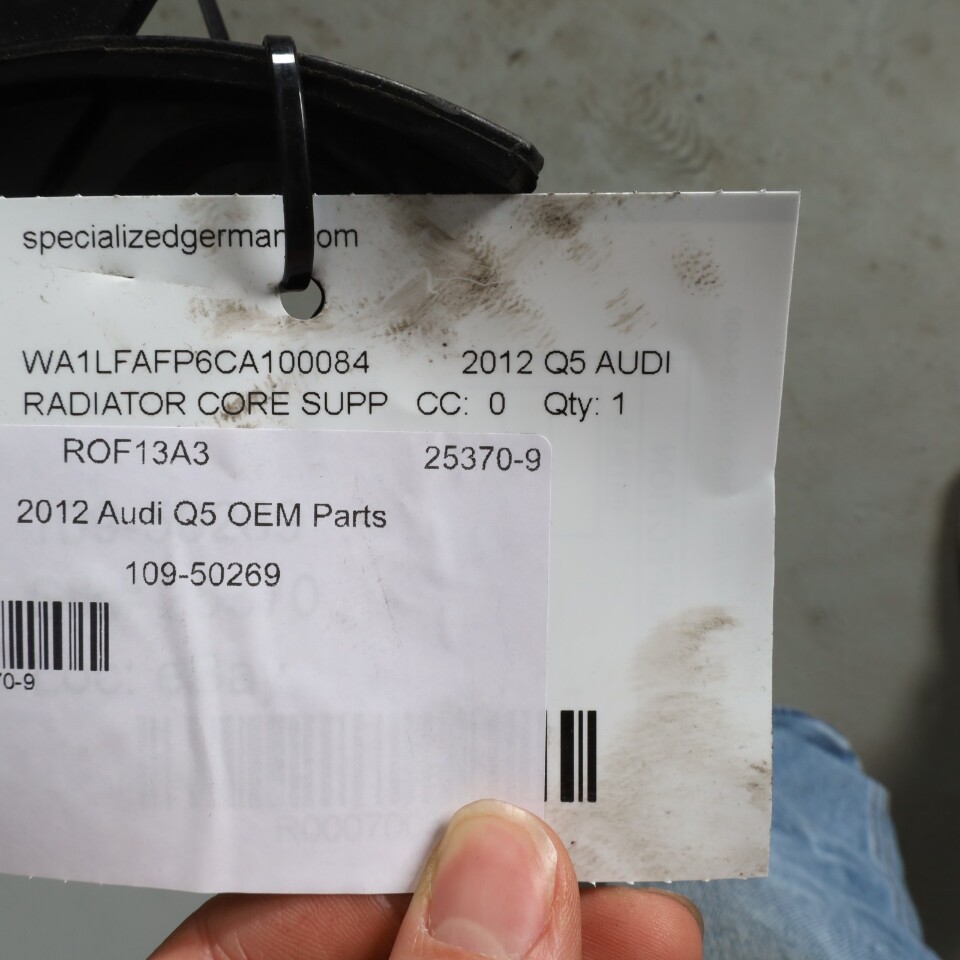 specializedgerman.com
WA1LFAFP6CA100084 2012 Q5 AUDI
RADIATOR CORE SUPP CC: 0 Qty: 1
ROF13A3 25370-9
2012 Audi Q5 OEM Parts
109-50269
70-9